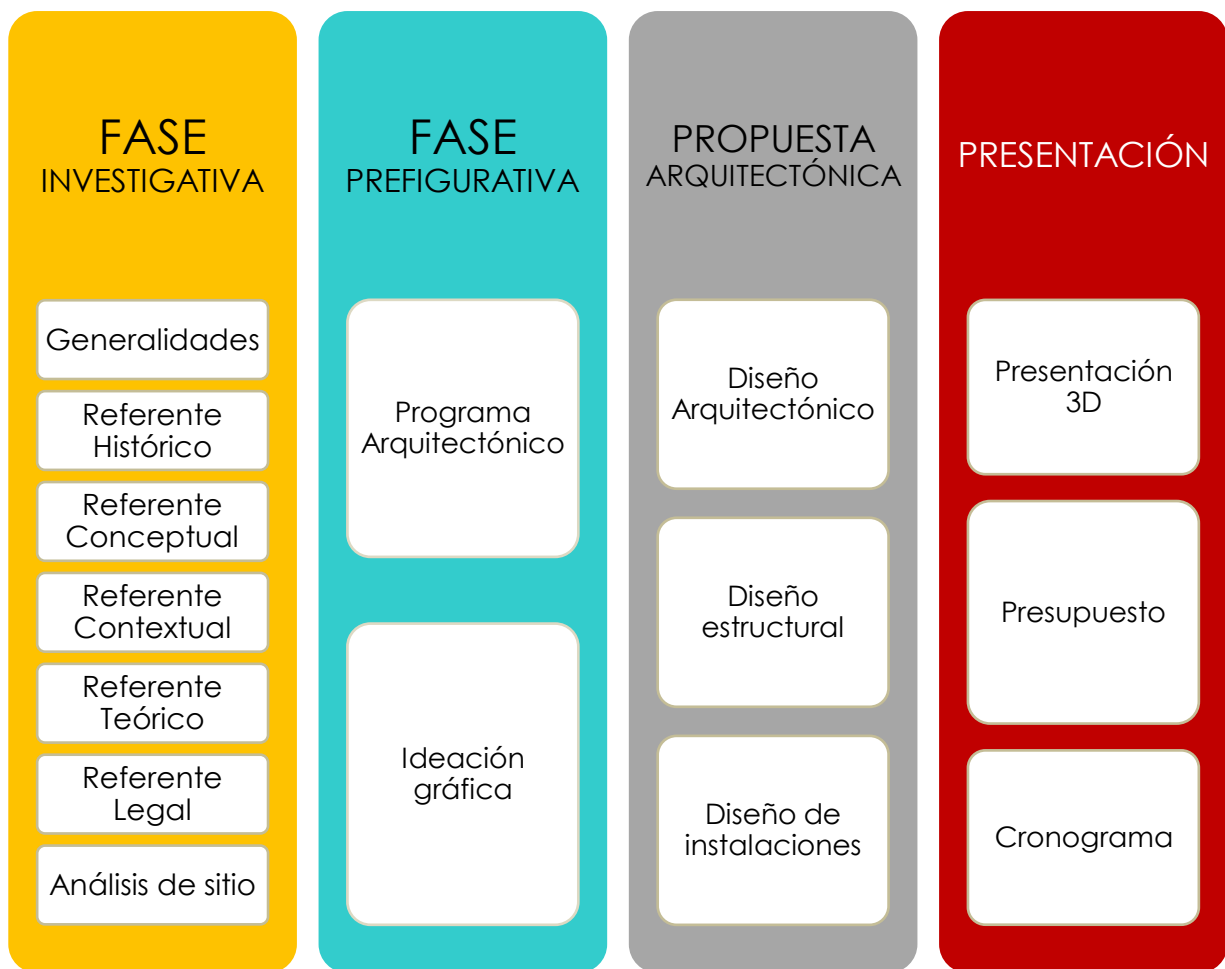 FASE
INVESTIGATIVA
Generalidades
Referente
Histórico
Referente
Conceptual
Referente
Contextual
Referente
Teórico
Referente
Legal
Análisis de sitio
FASE
PREFIGURATIVA
Programa
Arquitectónico
Ideación
gráfica
PROPUESTA
ARQUITECTÓNICA
Diseño
Arquitectónico
Diseño
estructural
Diseño de
instalaciones
PRESENTACIÓN
Presentación
3D
Presupuesto
Cronograma